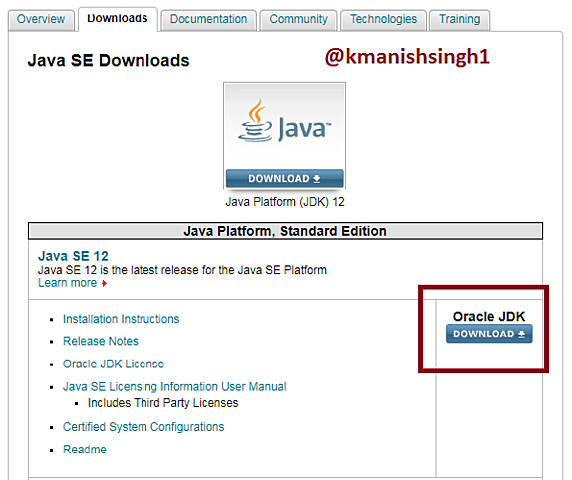 Overview Downloads Documentation Community Technologies Training
Java SE Downloads
@kmanishsingh1
Java™
DOWNLOAD
Java Platform (JDK) 12
Java Platform, Standard Edition
Java SE 12
Java SE 12 is the latest release for the Java SE Platform
Learn more
Oracle JDK
DOWNLOAD
Installation Instructions
Release Notes
Oracle JDK License
Java SE Licensing Information User Manual
Includes Third Party Licenses
Certified System Configurations
Readme